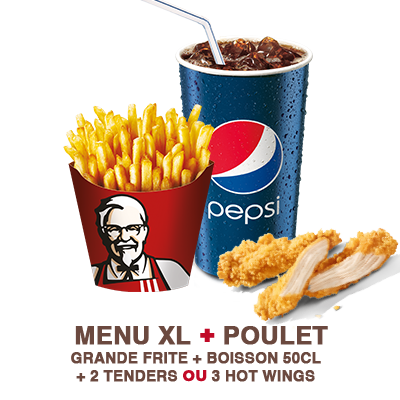 pepsi
MENU XL + POULET
GRANDE FRITE + BOISSON 50CL
+ 2 TENDERS OU 3 HOT WINGS